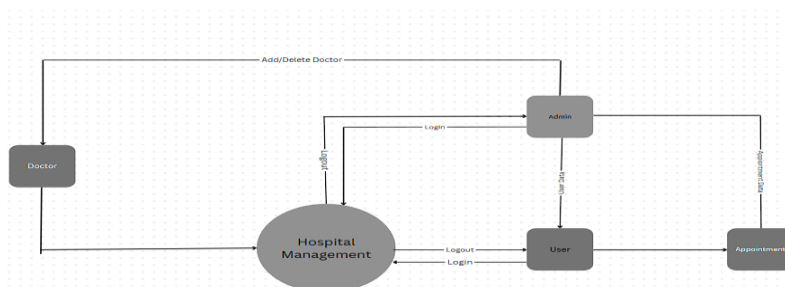 Add/Delete Doctor
Admin
Login
Logout
Doctor
User Data
Appointment Data
Hospital
Management
Logout
Login
User
Appointment